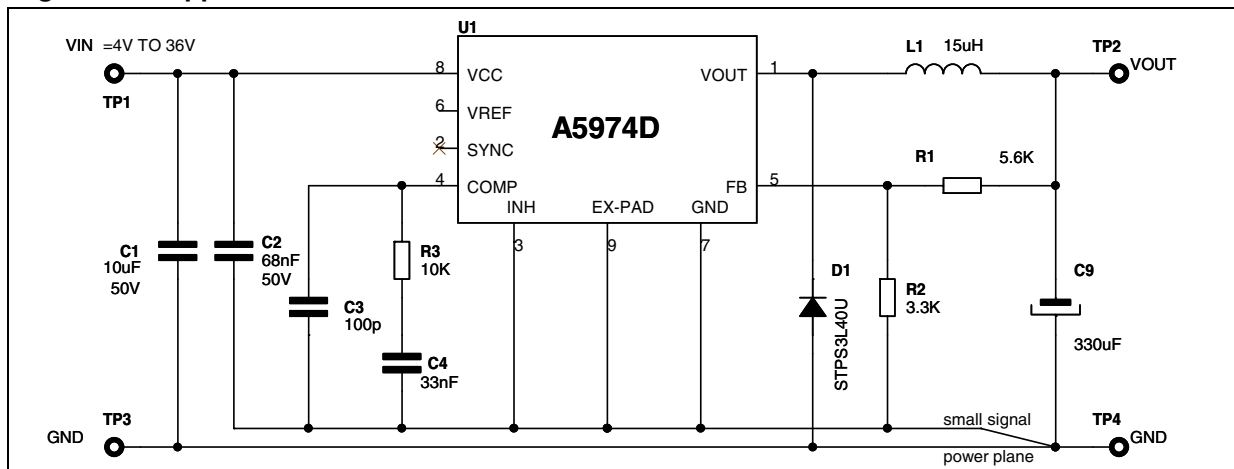 U1
VIN =4V TO 36V
L1 15uH
TP2
VOUT
TP1
8 VCC
VOUT 1
6 VREF
A5974D
2 SYNC
R1 5.6K
4 COMP
FB 5
INH EX-PAD GND
3 9 7
C1
10uF
50V
C2
68nF
50V
R3
10K
C3
100p
C4
33nF
D1
STPS3L40U
R2
3.3K
C9
330uF
TP3
GND
small signal
power plane
TP4
GND